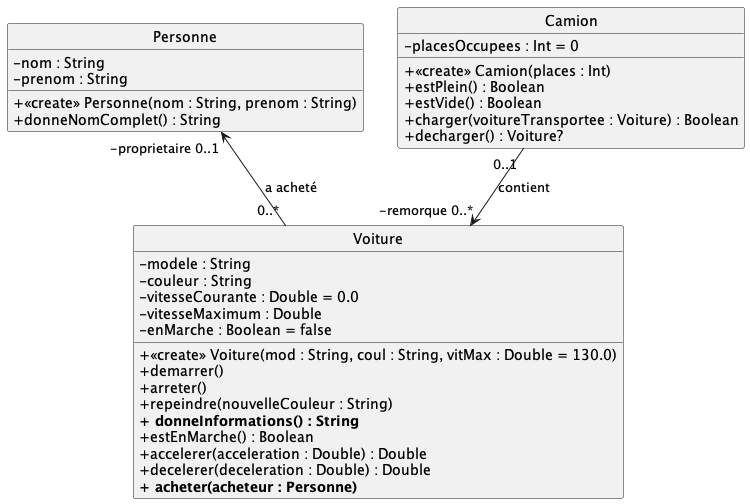 Personne
-nom : String
-prenom : String
+«create» Personne(nom : String, prenom : String)
+donneNomComplet() : String
Camion
-placesOccupees : Int = 0
+«create» Camion(places : Int)
+estPlein() : Boolean
+estVide() : Boolean
+charger(voitureTransportee : Voiture) : Boolean
+decharger() : Voiture?
-proprietaire 0..1
a acheté
0..*
0..1
contient
-remorque 0..*
Voiture
-modele : String
-couleur : String
-vitesseCourante : Double = 0.0
-vitesseMaximum : Double
-enMarche : Boolean = false
+«create» Voiture(mod : String, coul : String, vitMax : Double = 130.0)
+demarrer()
+arreter()
+repeindre(nouvelleCouleur : String)
+ donneInformations() : String
+estEnMarche() : Boolean
+accelerer(acceleration : Double) : Double
+decelerer(deceleration : Double) : Double
+ acheter(acheteur : Personne)